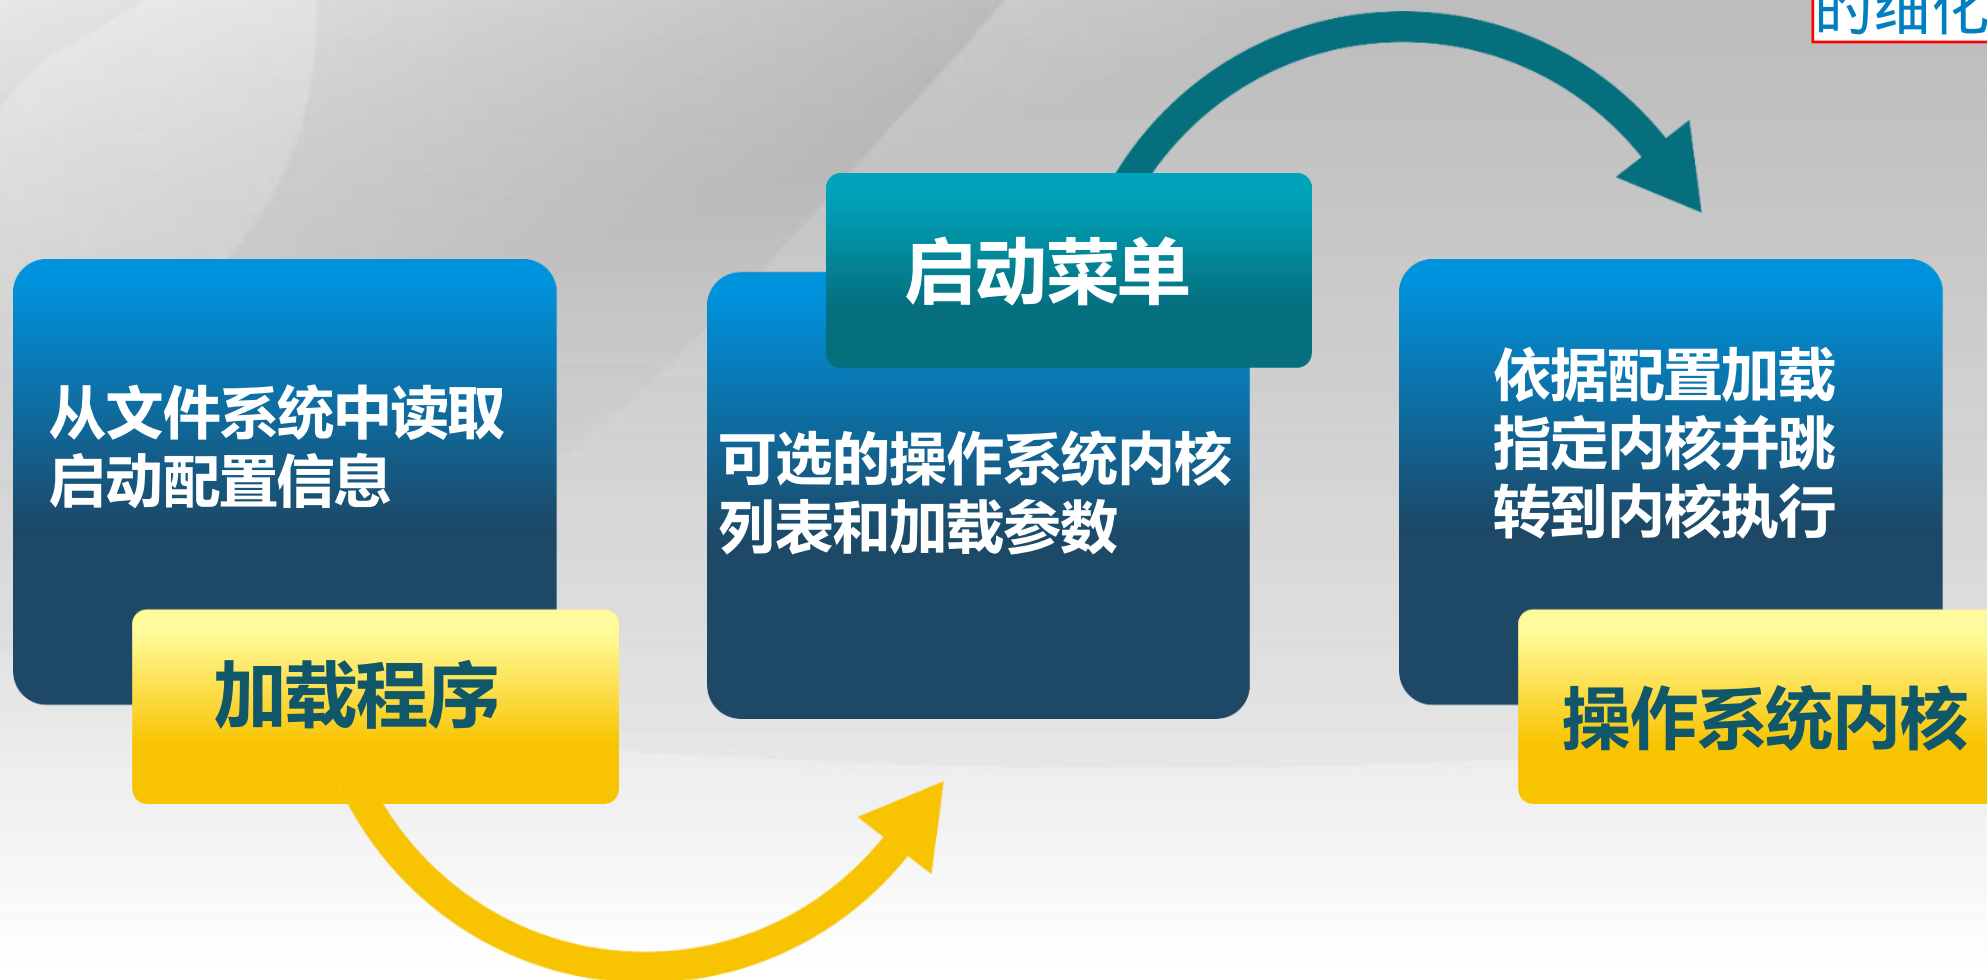 的细化
启动菜单
从文件系统中读取
启动配置信息
加载程序
可选的操作系统内核
列表和加载参数
依据配置加载
指定内核并跳
转到内核执行
操作系统内核